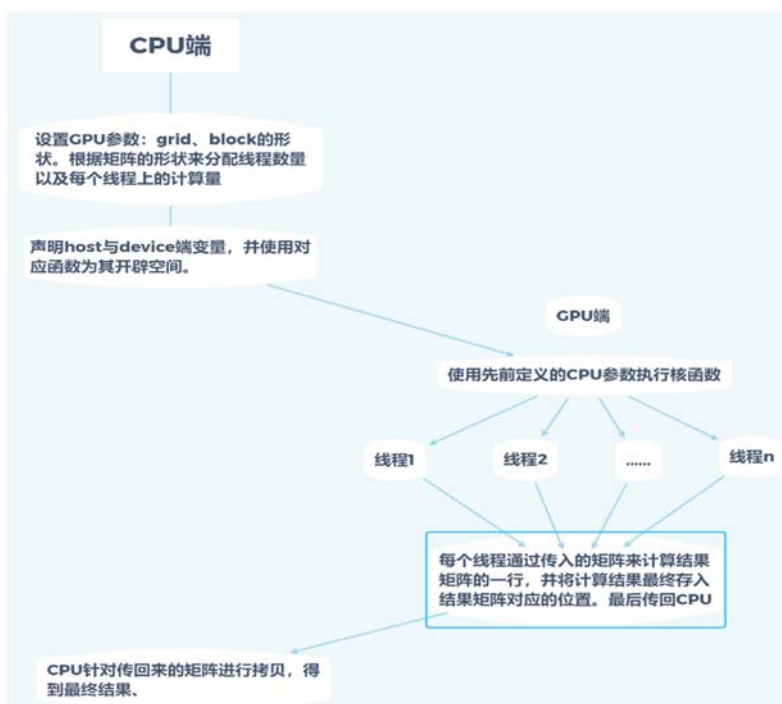 CPU端
设置GPU参数：grid、block的形
状。根据矩阵的形状来分配线程数量
以及每个线程上的计算量
声明host与device端变量，并使用对
应函数为其开辟空间。
GPU端
使用先前定义的CPU参数执行核函数
线程1
线程2
......
线程n
每个线程通过传入的矩阵来计算结果
矩阵的一行，并将计算结果最终存入
结果矩阵对应的位置。最后传回CPU
CPU针对传回来的矩阵进行拷贝，得
到最终结果、